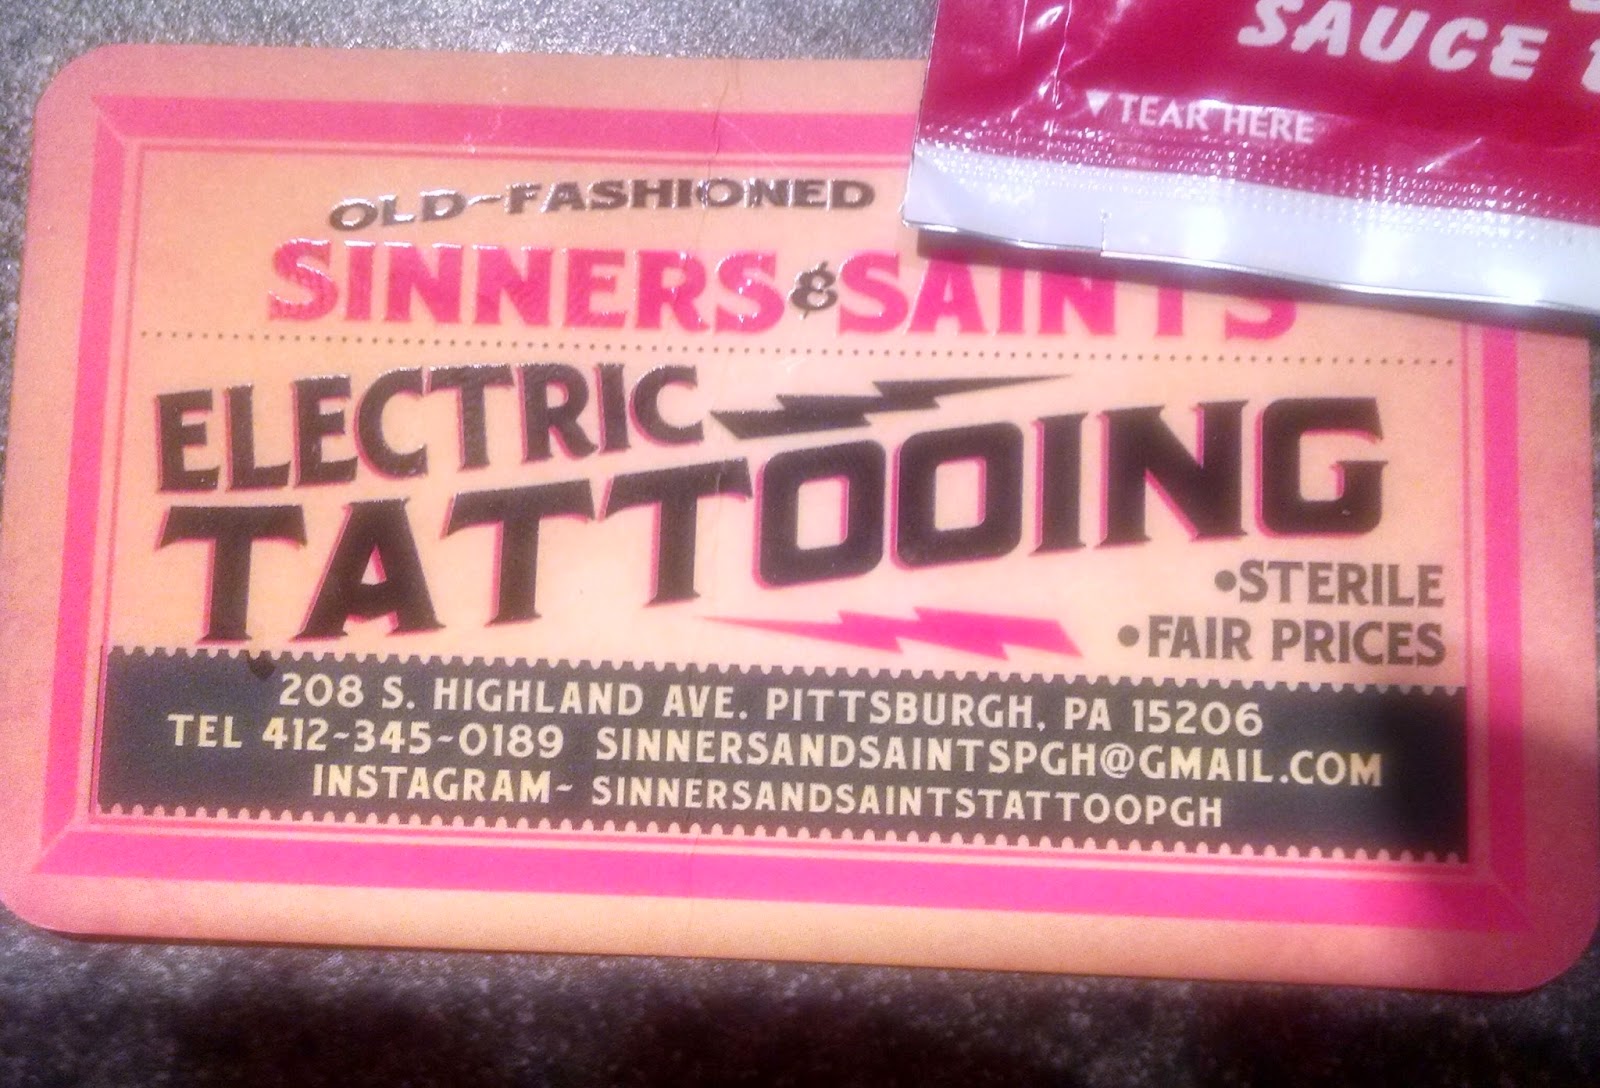 SAUCE
▼TEAR HERE
OLD~FASHIONED
SINNERS & SAINTS
ELECTRIC
TATTOOING
•STERILE
•FAIR PRICES
208 S. HIGHLAND AVE. PITTSBURGH, PA 15206
TEL 412~345~0189 SINNERSANDSAINTSPGH@GMAIL.COM
INSTAGRAM~ SINNERSANDSAINTSTATTOOPGH